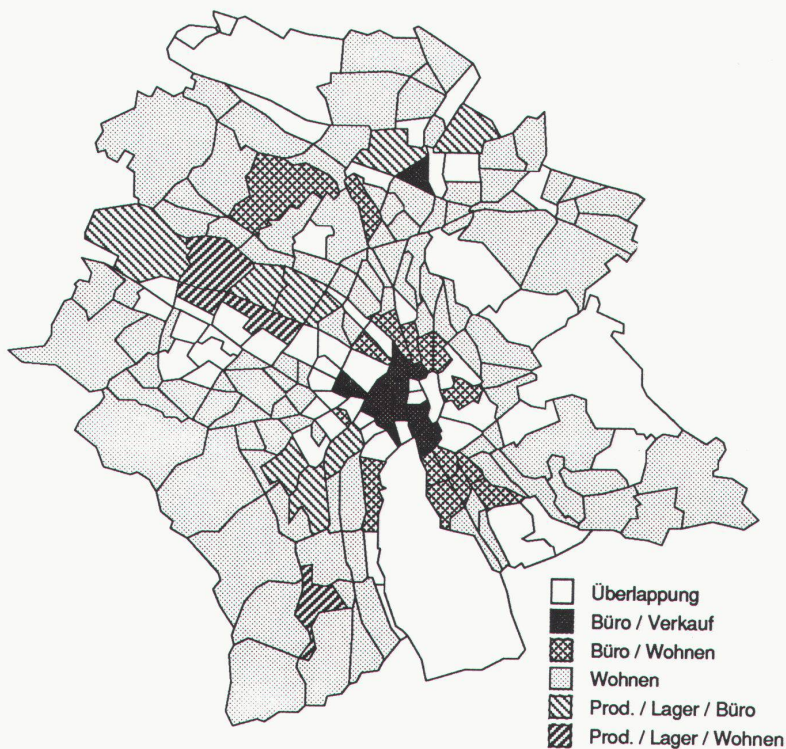 Überlappung
Büro / Verkauf
Büro / Wohnen
Wohnen
Prod. / Lager / Büro
Prod. / Lager / Wohnen